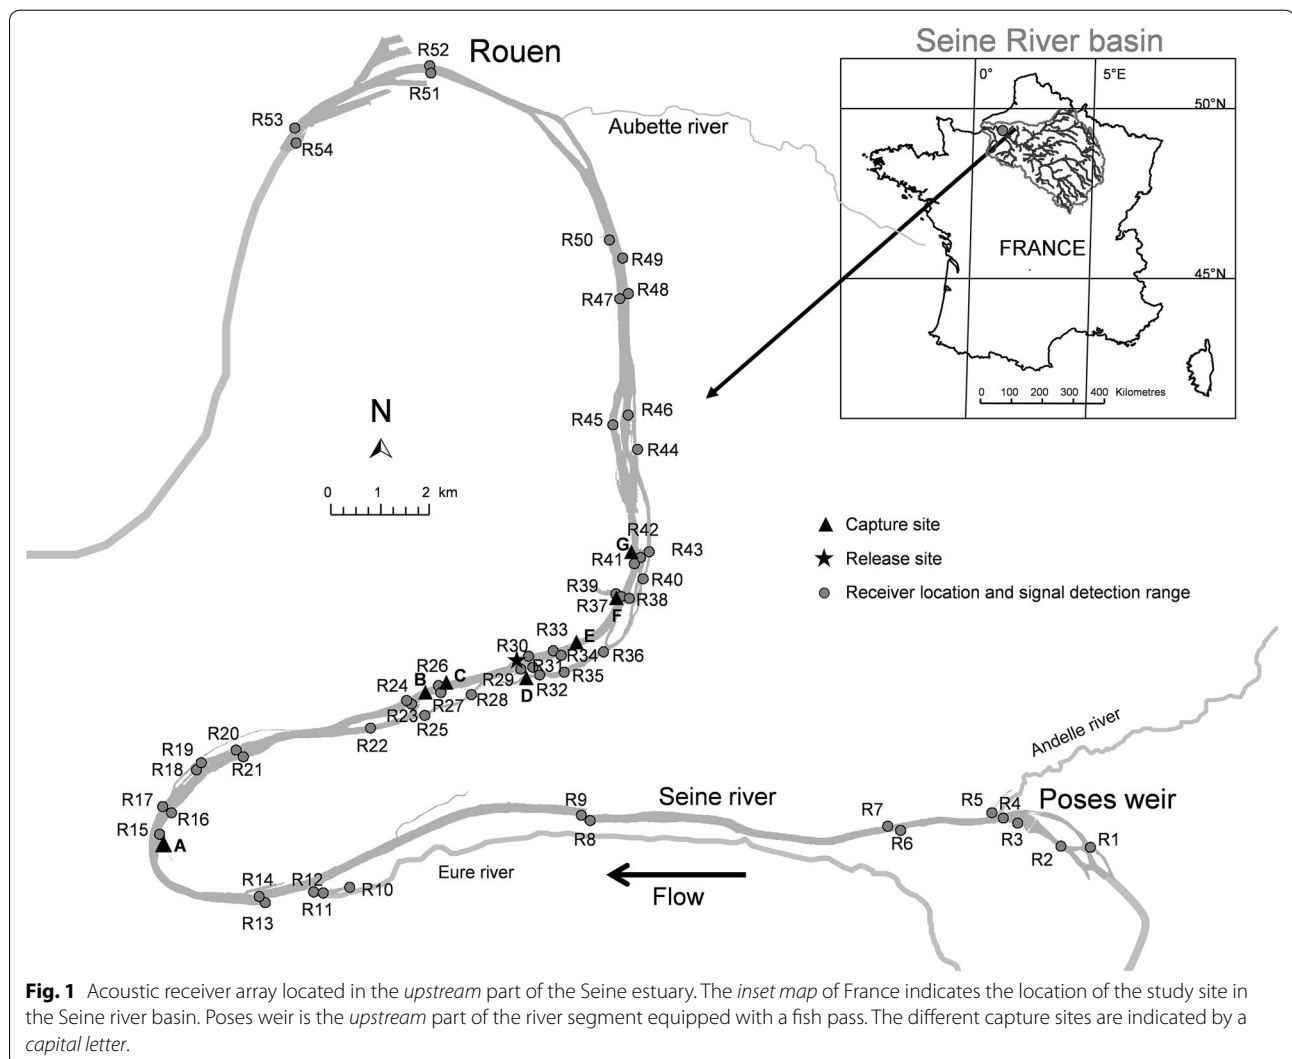 Seine River basin
0°
5°E
50°N
FRANCE
45°N
0 100 200 300 400 Kilometres
R52
Rouen
R51
R53
R54
Aubette river
R50
R49
R48
R47
R46
R45
R44
N
0 1 2 km
R42
G
R43
R41
R40
R39
R37
R38
F
R33
E
R30
R34
R36
R31
R29
R35
R32
D
R26
C
B
R24
R27
R28
R23
R25
R22
R20
R19
R18
R21
R17
R16
R15
A
Capture site
Release site
Receiver location and signal detection range
Andelle river
Seine river
Poses weir
R9
R8
R7
R6
R5
R4
R3
R2
R1
Eure river
Flow
R14
R13
R12
R11
R10
Fig. 1 Acoustic receiver array located in the upstream part of the Seine estuary. The inset map of France indicates the location of the study site in
the Seine river basin. Poses weir is the upstream part of the river segment equipped with a fish pass. The different capture sites are indicated by a
capital letter.